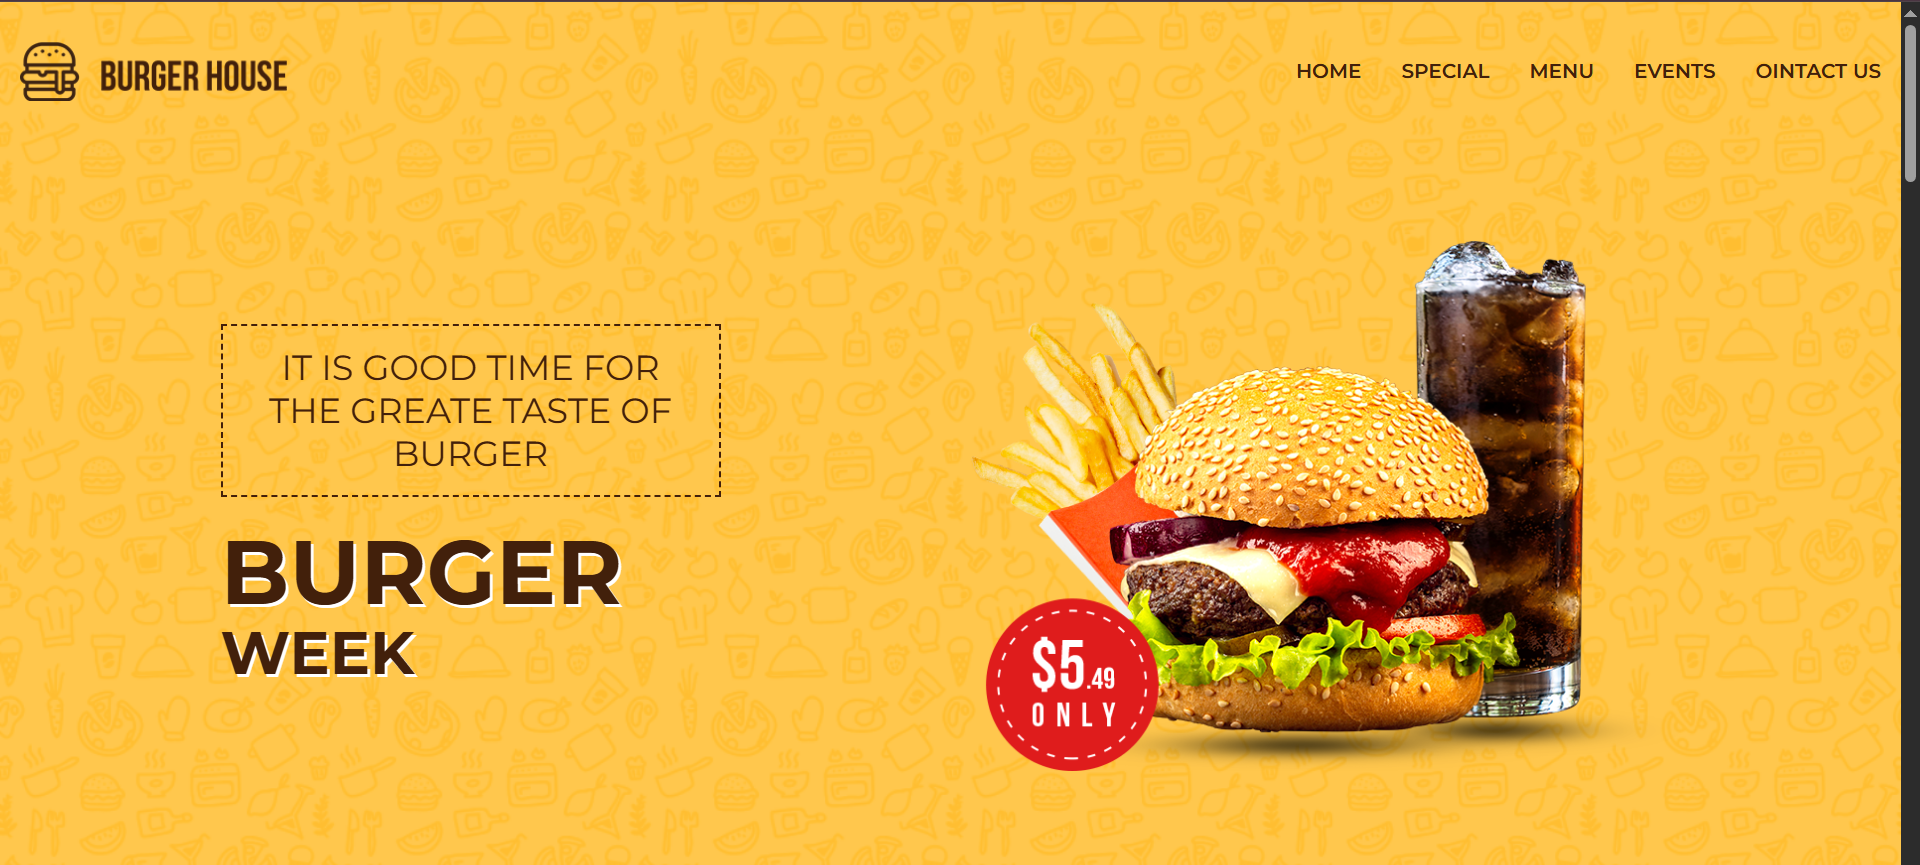 BURGER HOUSE
HOME SPECIAL MENU EVENTS OINTACT US
IT IS GOOD TIME FOR
THE GREATE TASTE OF
BURGER
BURGER
WEEK
$5.49
ONLY